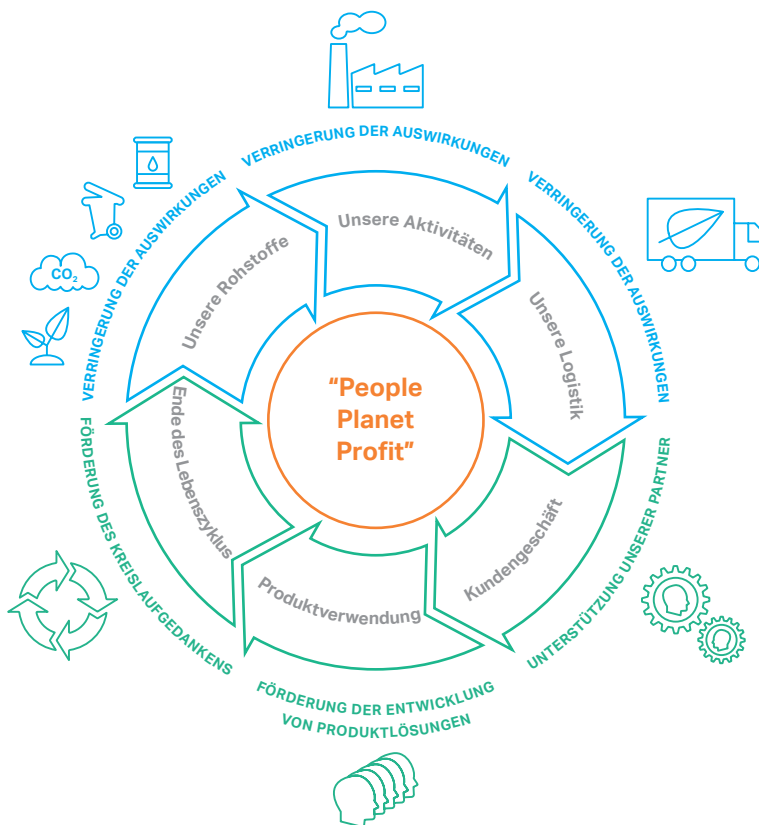 VERRINGERUNG DER AUSWIRKUNGEN
Unsere Aktivitäten
VERRINGERUNG DER AUSWIRKUNGEN
Unsere Logistik
UNTERSTÜTZUNG UNSERER PARTNER
Kundengeschäft
FÖRDERUNG DER ENTWICKLUNG
VON PRODUKTLÖSUNGEN
Produktverwendung
FÖRDERUNG DES KREISLAUFGEDANKENS
Ende des Lebenszyklus
VERRINGERUNG DER AUSWIRKUNGEN
Unsere Rohstoffe
CO₂
“People
Planet
Profit”